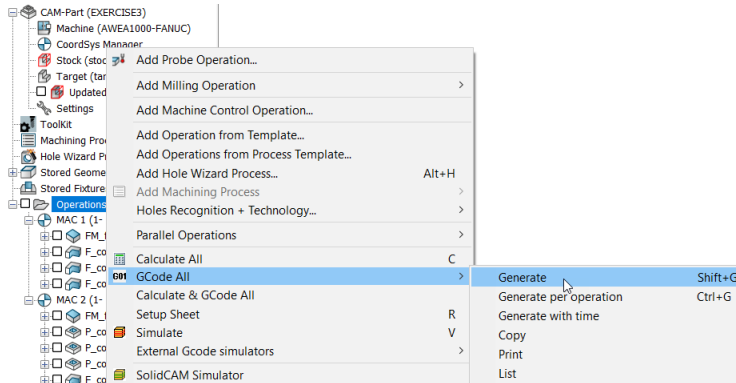 CAM-Part (EXERCISE3)
Machine (AWEA1000-FANUC)
CoordSys Manager
Stock (stoc
Target (tar
Updated
Settings
ToolKit
Machining Pro
Hole Wizard P
Stored Geome
Stored Fixture
Operations
MAC 1 (1-
FM_
F_co
F_co
F_co
MAC 2 (1-
FM_
P_co
P_co
P_co
F_co
Add Probe Operation...
Add Milling Operation >
Add Machine Control Operation...
Add Operation from Template...
Add Operations from Process Template...
Add Hole Wizard Process... Alt+H
Add Machining Process >
Holes Recognition + Technology... >
Parallel Operations >
Calculate All C
G01 GCode All >
Calculate & GCode All
Setup Sheet R
Simulate V
External Gcode simulators >
SolidCAM Simulator
Generate Shift+G
Generate per operation Ctrl+G
Generate with time
Copy
Print
List